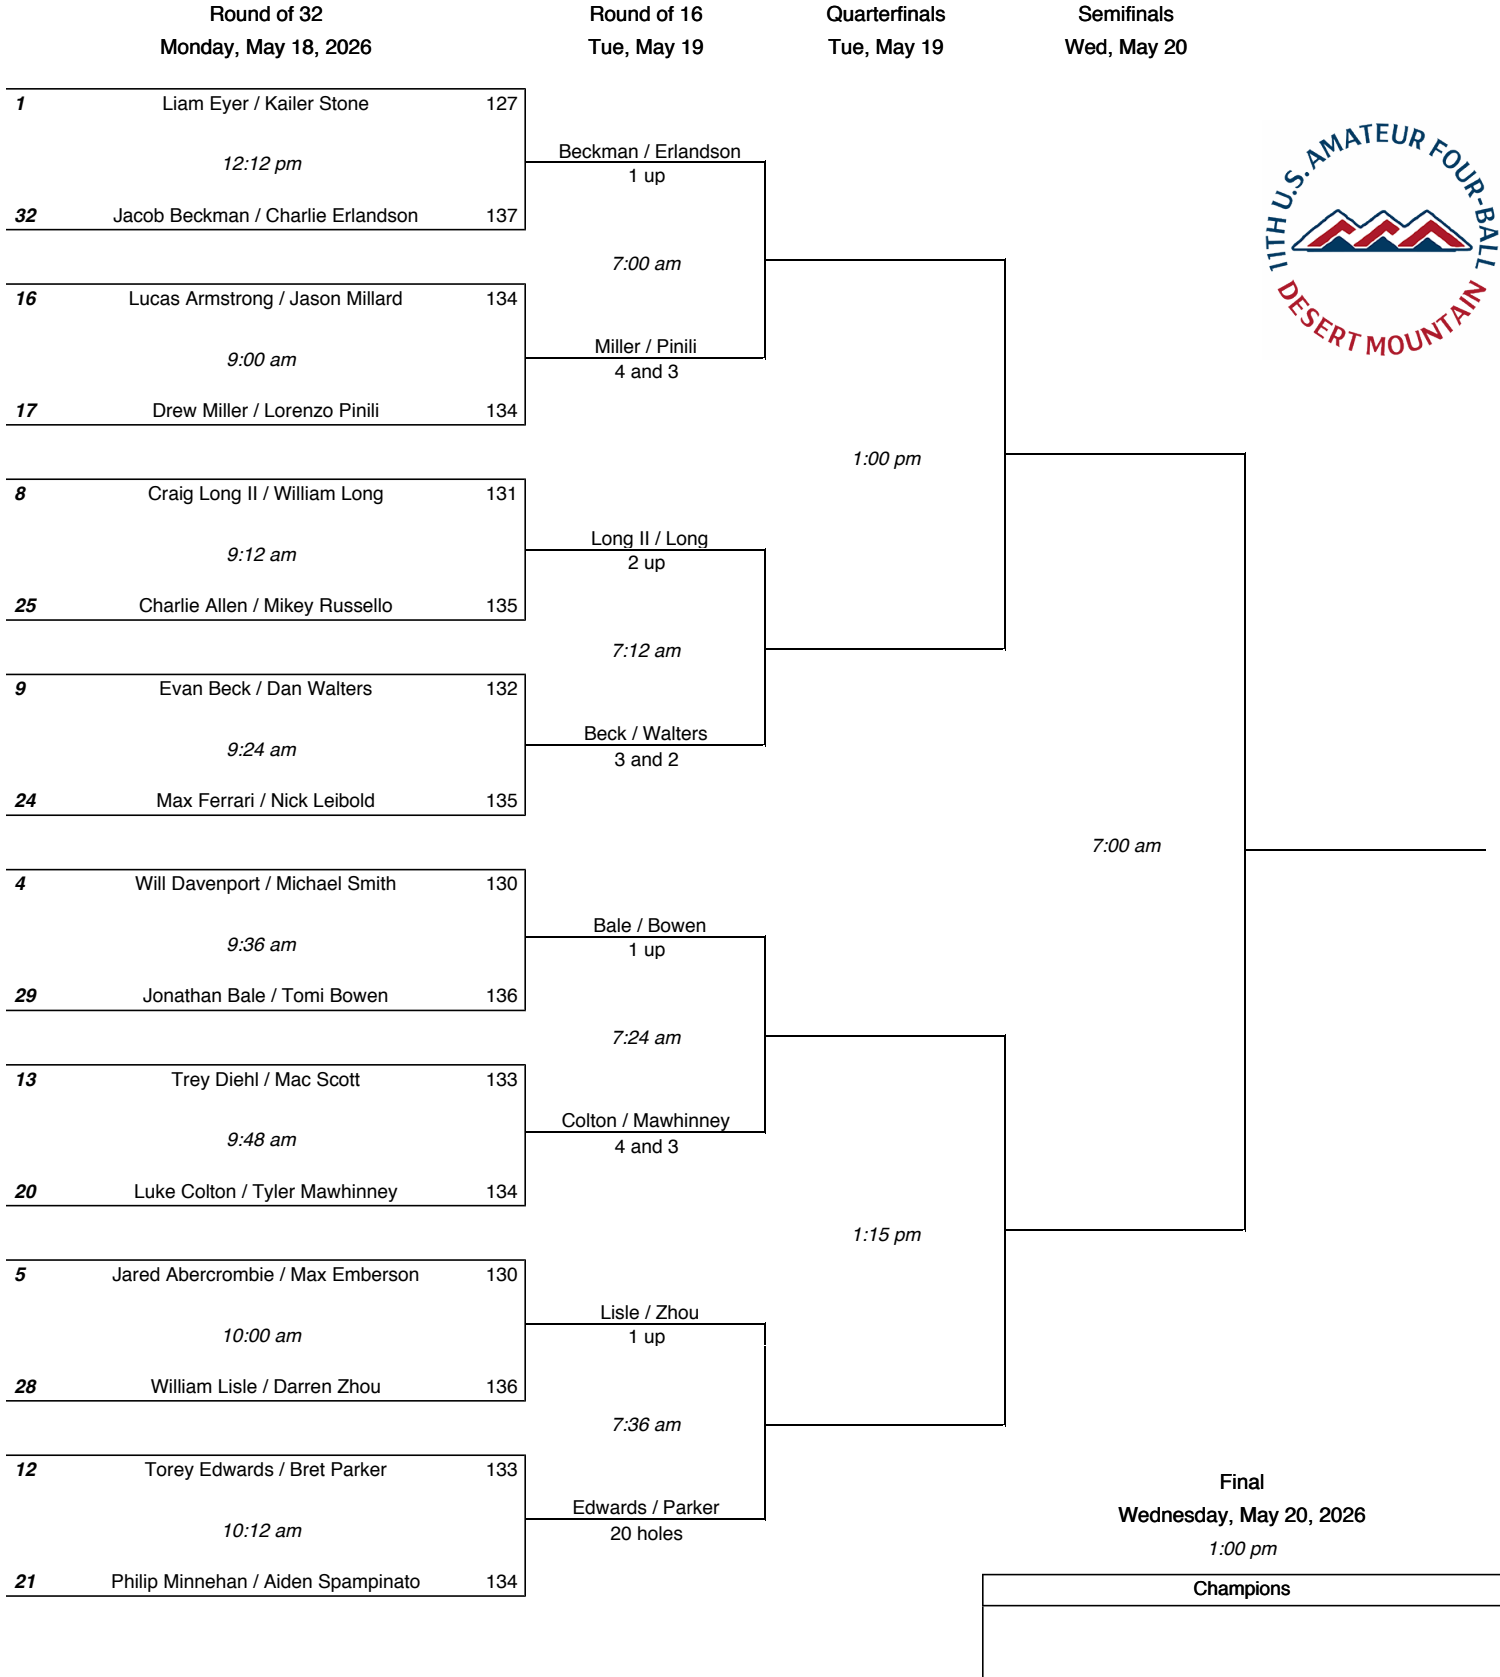 Round of 32
Monday, May 18, 2026
Round of 16
Tue, May 19
Quarterfinals
Tue, May 19
Semifinals
Wed, May 20
11TH U.S. AMATEUR FOUR-BALL
DESERT MOUNTAIN
1 Liam Eyer / Kailer Stone 127
12:12 pm
32 Jacob Beckman / Charlie Erlandson 137
Beckman / Erlandson
1 up
7:00 am
16 Lucas Armstrong / Jason Millard 134
9:00 am
17 Drew Miller / Lorenzo Pinili 134
Miller / Pinili
4 and 3
1:00 pm
8 Craig Long II / William Long 131
9:12 am
25 Charlie Allen / Mikey Russello 135
Long II / Long
2 up
7:12 am
9 Evan Beck / Dan Walters 132
9:24 am
24 Max Ferrari / Nick Leibold 135
Beck / Walters
3 and 2
7:00 am
4 Will Davenport / Michael Smith 130
9:36 am
29 Jonathan Bale / Tomi Bowen 136
Bale / Bowen
1 up
7:24 am
13 Trey Diehl / Mac Scott 133
9:48 am
20 Luke Colton / Tyler Mawhinney 134
Colton / Mawhinney
4 and 3
1:15 pm
5 Jared Abercrombie / Max Emberson 130
10:00 am
28 William Lisle / Darren Zhou 136
Lisle / Zhou
1 up
7:36 am
12 Torey Edwards / Bret Parker 133
10:12 am
21 Philip Minnehan / Aiden Spampinato 134
Edwards / Parker
20 holes
Final
Wednesday, May 20, 2026
1:00 pm
Champions